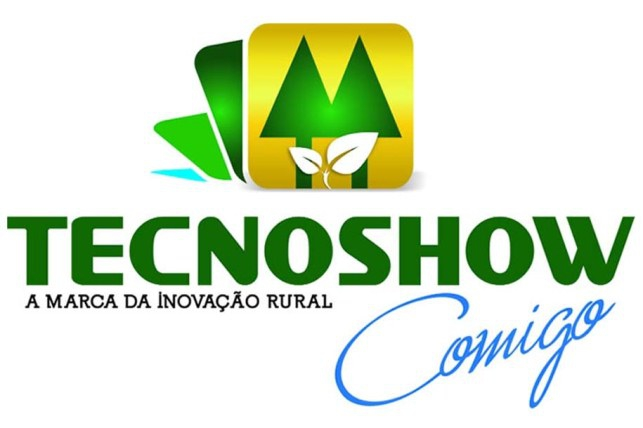 TECNOSHOW
A MARCA DA INOVAÇÃO RURAL
Comigo